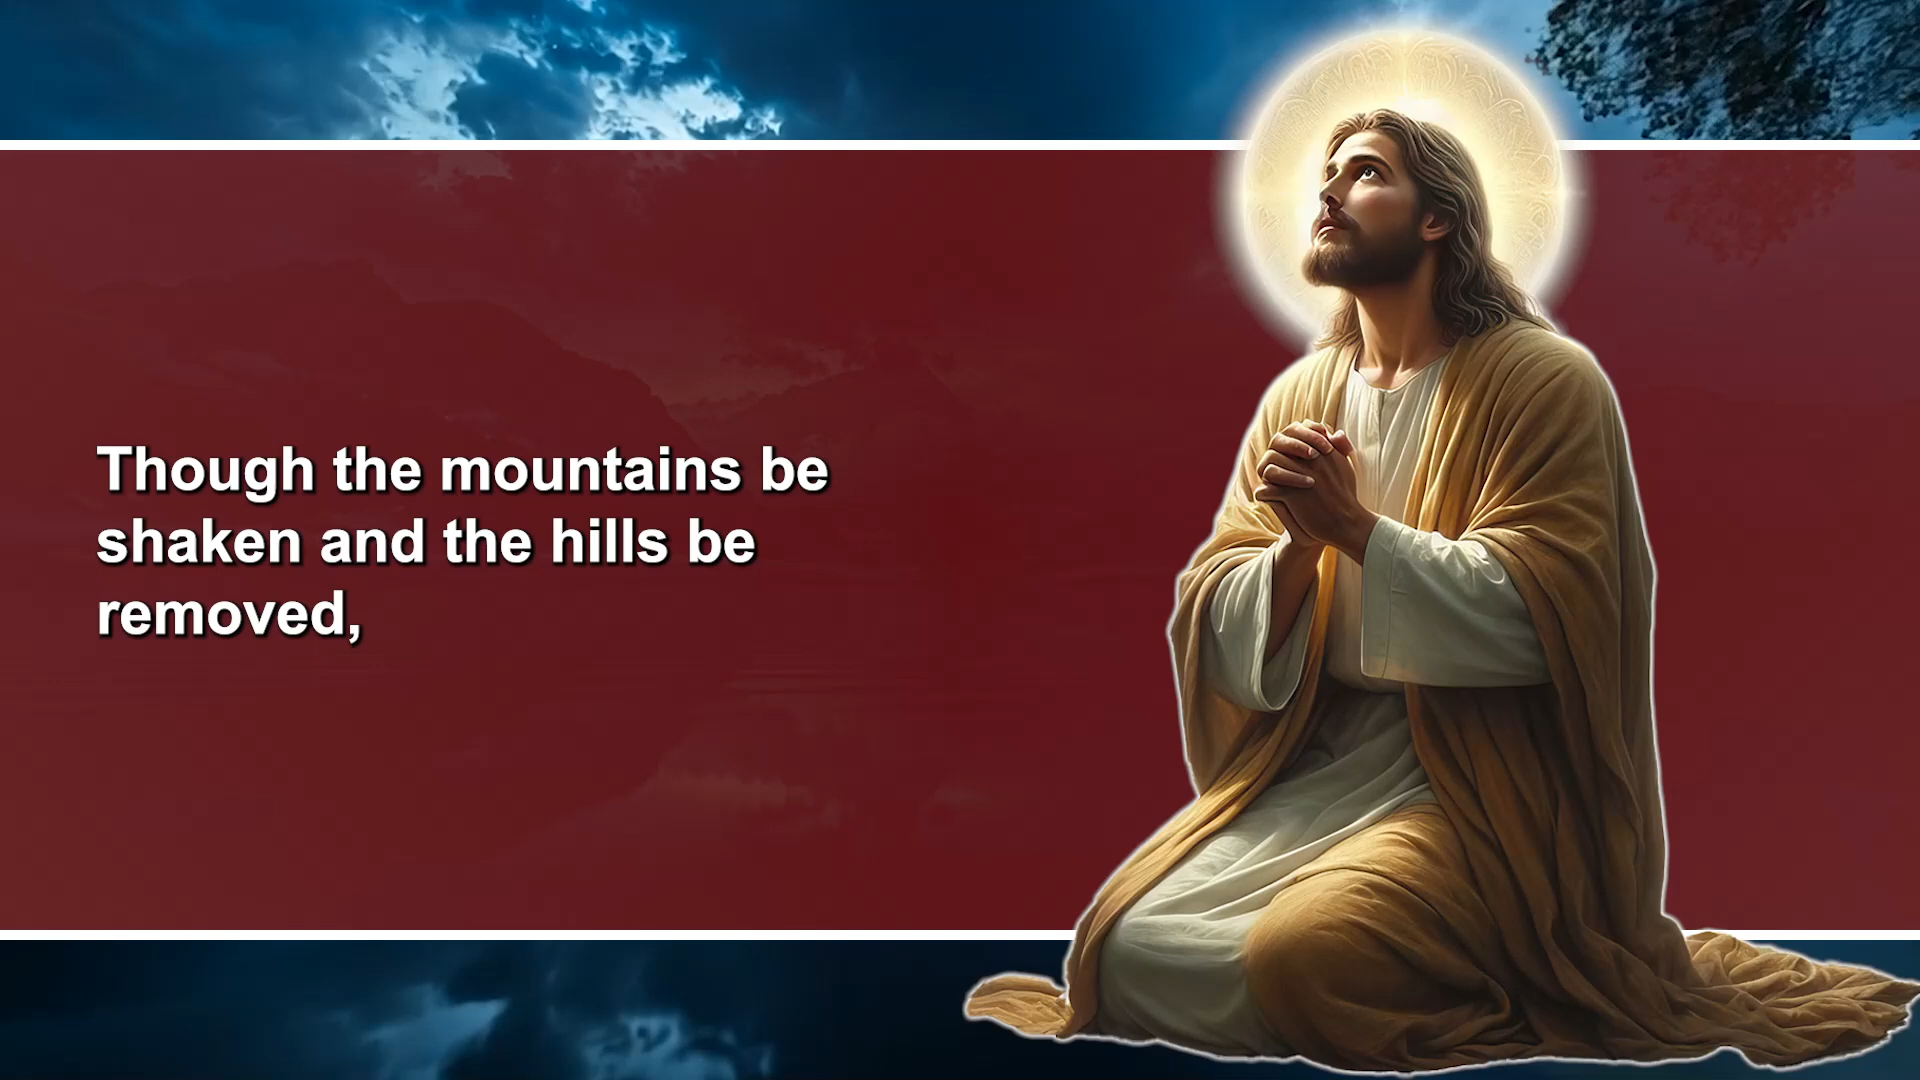 Though the mountains be
shaken and the hills be
removed,